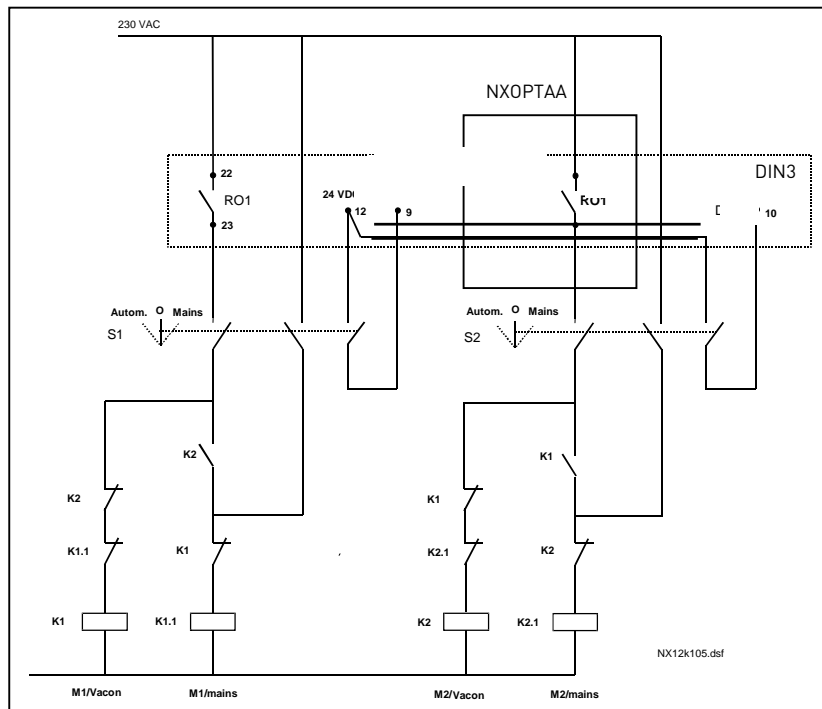 230 VAC
NXOPTAA
DIN3
22
RO1
24 VD
12
9
RO1
10
23
Autom. O Mains
S1
Autom. O Mains
S2
K2
K1
K2
K1
K1.1
K1
K2.1
K2
K1
K1.1
K2
K2.1
NX12k105.dsf
M1/Vacon
M1/mains
M2/Vacon
M2/mains